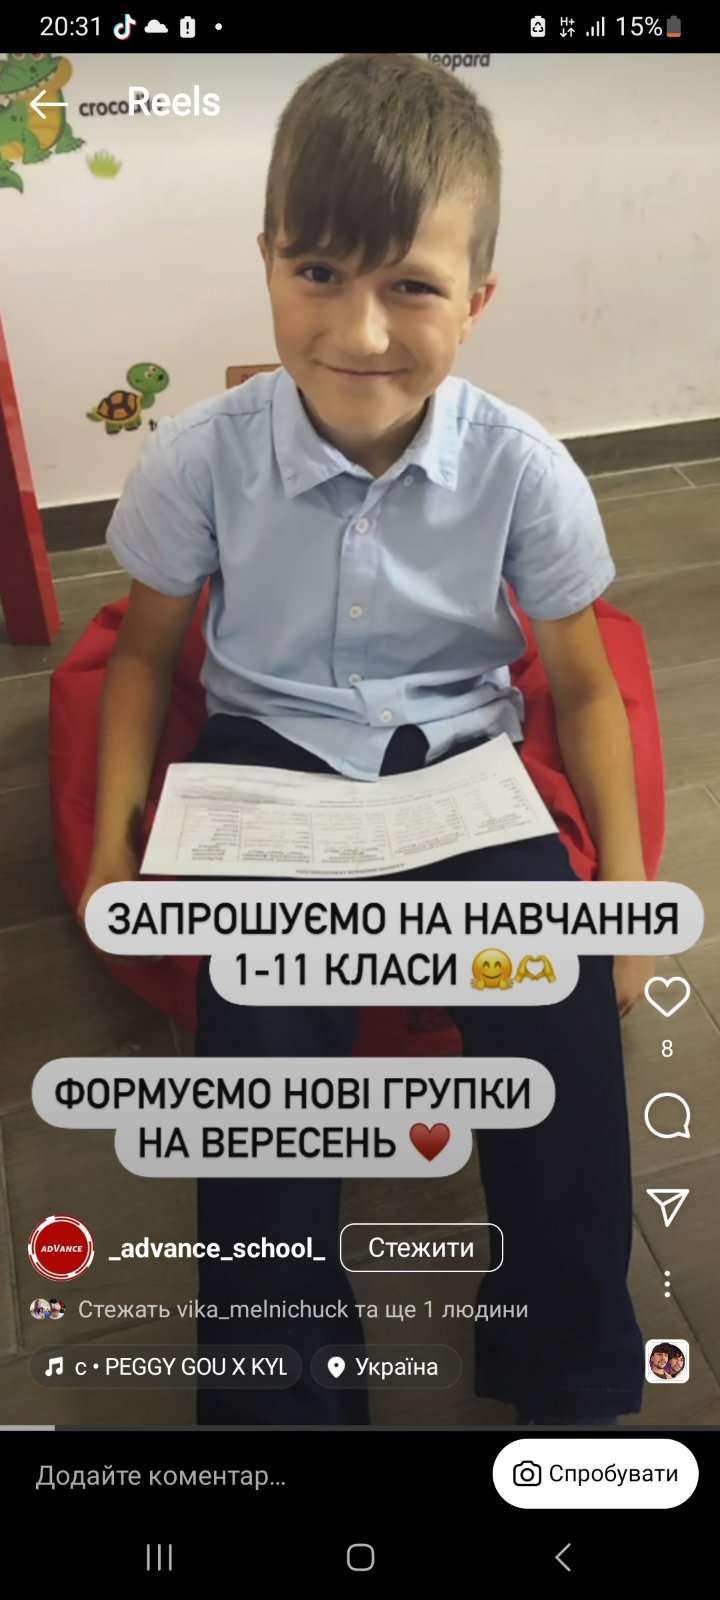 20:31
15%
leopard
Reels
ЗАПРОШУЄМО НА НАВЧАННЯ
1-11 КЛАСИ 🤗🫶
ФОРМУЄМО НОВІ ГРУПКИ
НА ВЕРЕСЕНЬ ♥️
8
ADVANCE
_advance_school_
Стежити
Стежать vika_melnichuck та ще 1 людини
с • PEGGY GOU X KYL
Україна
Додайте коментар...
Спробувати